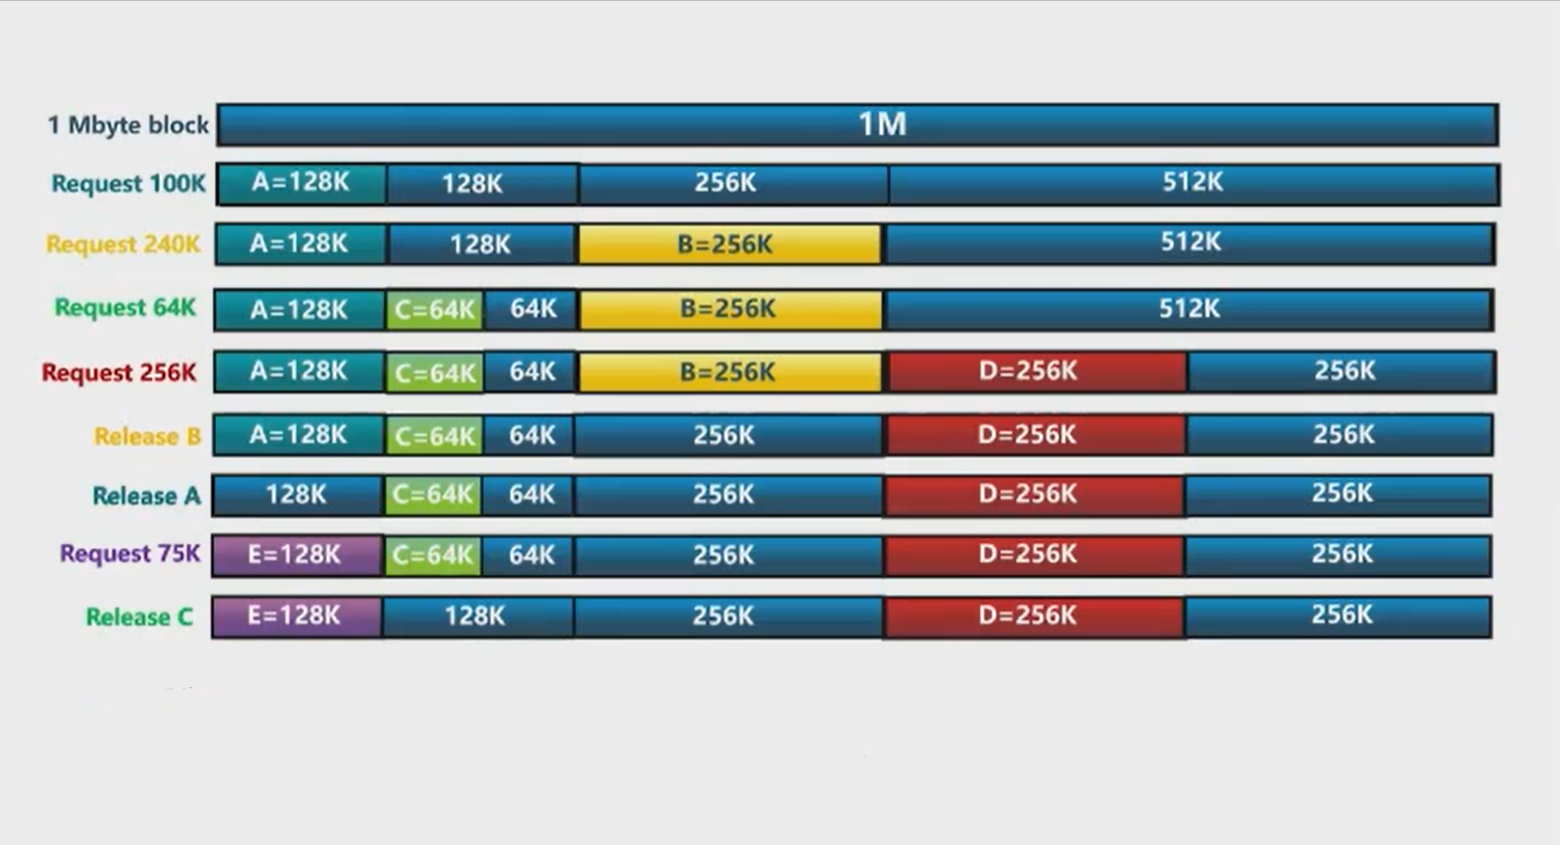 1 Mbyte block 1M
Request 100K A=128K 128K 256K 512K
Request 240K A=128K 128K B=256K 512K
Request 64K A=128K C=64K 64K B=256K 512K
Request 256K A=128K C=64K 64K B=256K D=256K 256K
Release B A=128K C=64K 64K 256K D=256K 256K
Release A 128K C=64K 64K 256K D=256K 256K
Request 75K E=128K C=64K 64K 256K D=256K 256K
Release C E=128K 128K 256K D=256K 256K